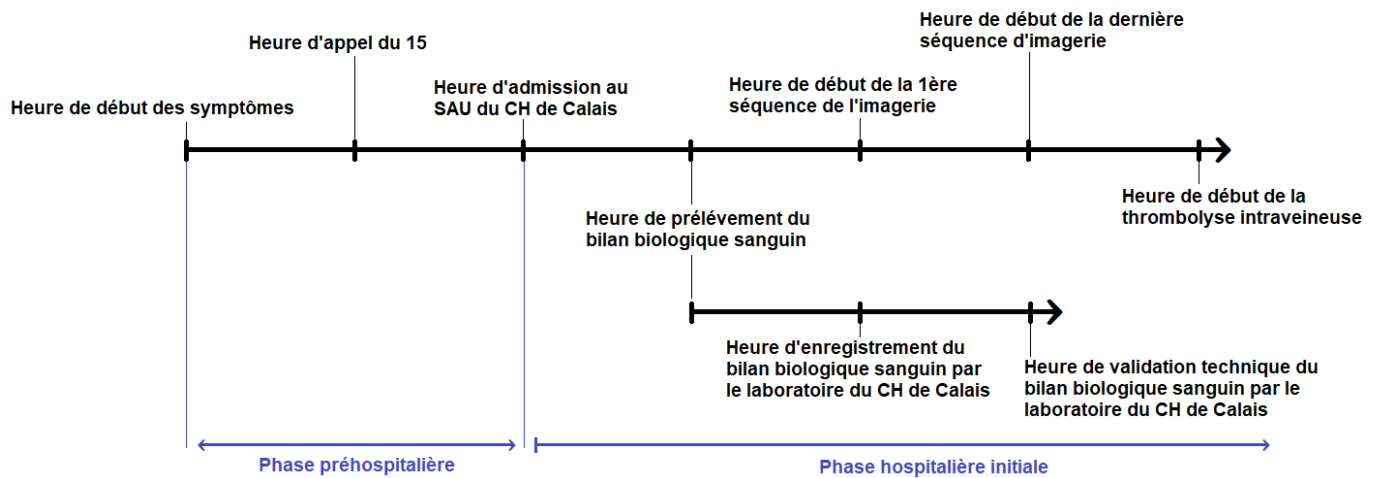 Heure de début des symptômes
Heure d'appel du 15
Heure d'admission au
SAU du CH de Calais
Heure de prélévement du
bilan biologique sanguin
Heure de début de la 1ère
séquence de l'imagerie
Heure de début de la dernière
séquence d'imagerie
Heure de début de la
thrombolyse intraveineuse
Heure d'enregistrement du
bilan biologique sanguin par
le laboratoire du CH de Calais
Heure de validation technique du
bilan biologique sanguin par le
laboratoire du CH de Calais
Phase préhospitalière
Phase hospitalière initiale